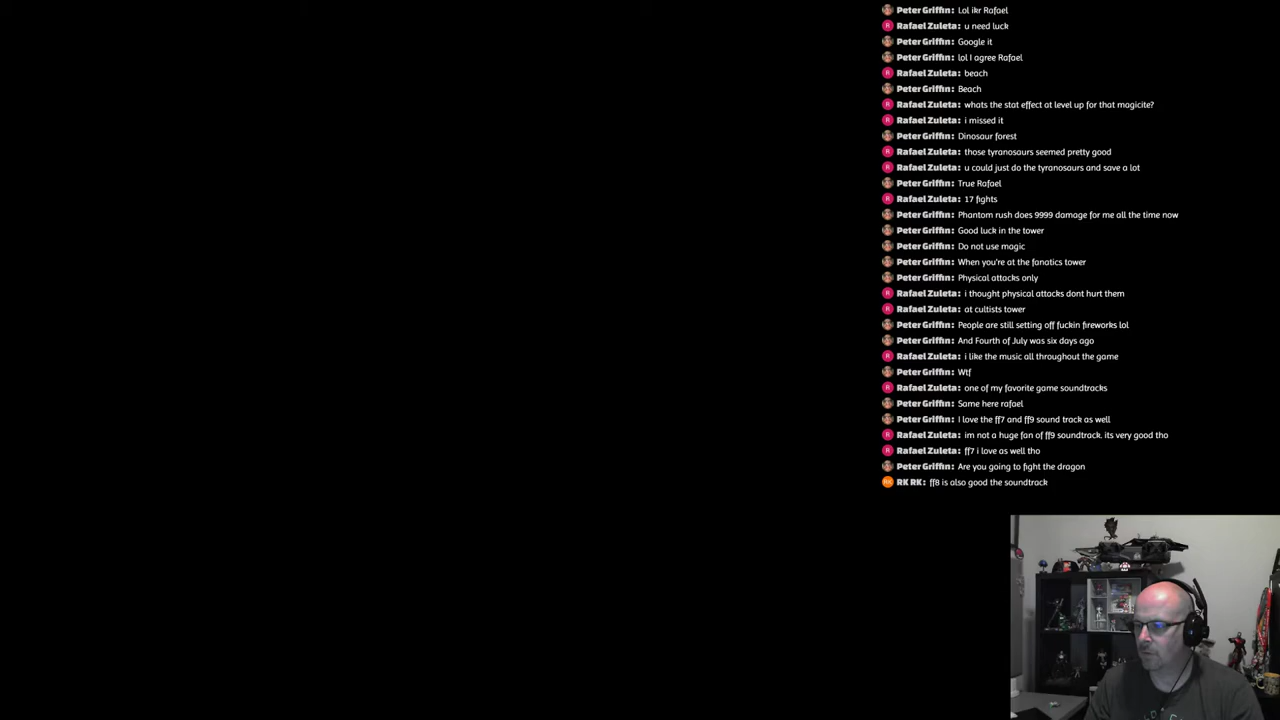 Peter Griffin: Lol ikr Rafael
R Rafael Zuleta: u need luck
Peter Griffin: Google it
Peter Griffin: lol I agree Rafael
R Rafael Zuleta: beach
Peter Griffin: Beach
R Rafael Zuleta: whats the stat effect at level up for that magicite?
R Rafael Zuleta: i missed it
Peter Griffin: Dinosaur forest
R Rafael Zuleta: those tyranosaurs seemed pretty good
R Rafael Zuleta: u could just do the tyranosaurs and save a lot
Peter Griffin: True Rafael
R Rafael Zuleta: 17 fights
Peter Griffin: Phantom rush does 9999 damage for me all the time now
Peter Griffin: Good luck in the tower
Peter Griffin: Do not use magic
Peter Griffin: When you're at the fanatics tower
Peter Griffin: Physical attacks only
R Rafael Zuleta: i thought physical attacks dont hurt them
R Rafael Zuleta: at cultists tower
Peter Griffin: People are still setting off fuckin fireworks lol
Peter Griffin: And Fourth of July was six days ago
R Rafael Zuleta: i like the music all throughout the game
Peter Griffin: Wtf
R Rafael Zuleta: one of my favorite game soundtracks
Peter Griffin: Same here rafael
Peter Griffin: I love the ff7 and ff9 sound track as well
R Rafael Zuleta: im not a huge fan of ff9 soundtrack. its very good tho
R Rafael Zuleta: ff7 i love as well tho
Peter Griffin: Are you going to fight the dragon
RK RK RK: ff8 is also good the soundtrack